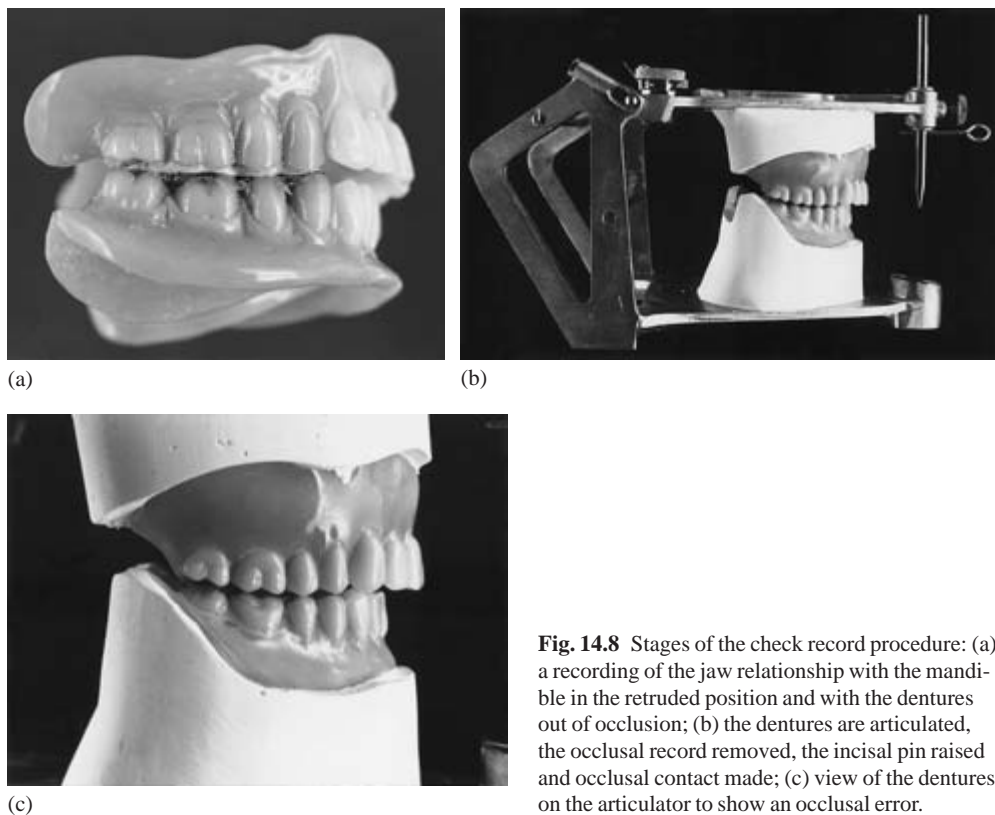 (a)
(b)
(c)
Fig. 14.8 Stages of the check record procedure: (a)
a recording of the jaw relationship with the mandi-
ble in the retruded position and with the dentures
out of occlusion; (b) the dentures are articulated,
the occlusal record removed, the incisal pin raised
and occlusal contact made; (c) view of the dentures
on the articulator to show an occlusal error.